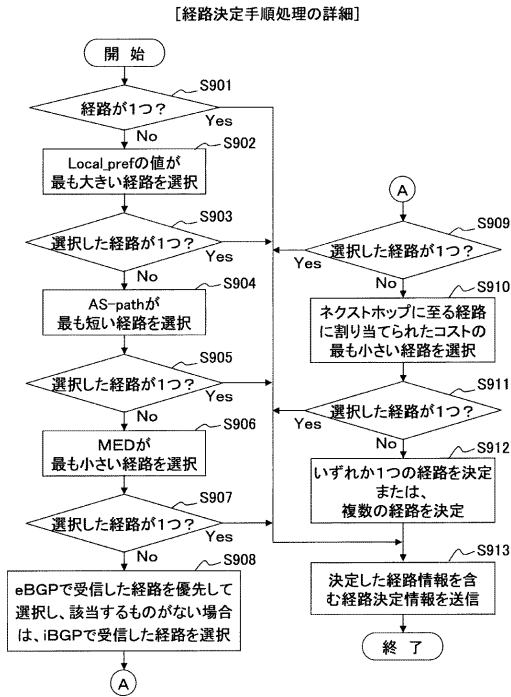 ［経路決定手順処理の詳細］
開 始
S901
経路が１つ？
Yes
No
S902
Local_prefの値が
最も大きい経路を選択
S903
選択した経路が１つ？
Yes
No
S904
AS-pathが
最も短い経路を選択
S905
選択した経路が１つ？
Yes
No
S906
MEDが
最も小さい経路を選択
S907
選択した経路が１つ？
Yes
No
S908
eBGPで受信した経路を優先して
選択し、該当するものがない場合
は、iBGPで受信した経路を選択
A
A
S909
選択した経路が１つ？
Yes
No
S910
ネクストホップに至る経路
に割り当てられたコストの
最も小さい経路を選択
S911
選択した経路が１つ？
Yes
No
S912
いずれか１つの経路を決定
または、
複数の経路を決定
S913
決定した経路情報を含
む経路決定情報を送信
終 了